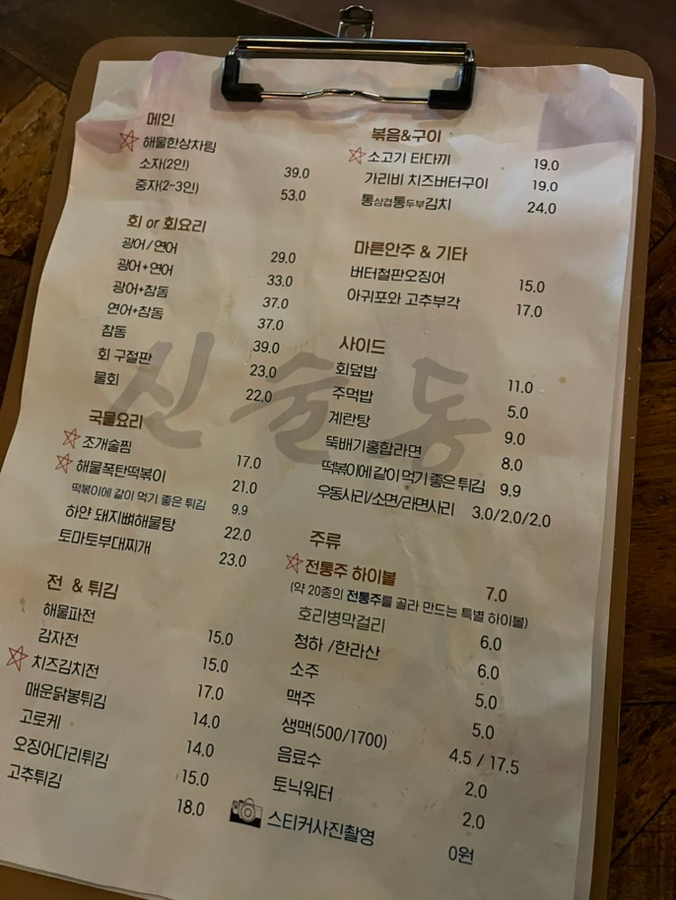 메인
해물한상차림
소자(2인) 39.0
중자(2-3인) 53.0
회 or 회요리
광어/연어 29.0
광어+연어 33.0
광어+참돔 37.0
연어+참돔 37.0
참돔 39.0
회 구절판 23.0
물회 22.0
국물요리
조개술찜 17.0
해물폭탄떡볶이 21.0
떡볶이에 같이 먹기 좋은 튀김 9.9
하얀 돼지뼈해물탕 22.0
토마토부대찌개 23.0
전 & 튀김
해물파전 15.0
감자전 15.0
치즈김치전 17.0
매운닭봉튀김 14.0
고로케 14.0
오징어다리튀김 15.0
고추튀김 18.0
볶음&구이
소고기 타다끼 19.0
가리비 치즈버터구이 19.0
통삼겹통두부김치 24.0
마른안주 & 기타
버터철판오징어 15.0
아귀포와 고추부각 17.0
사이드
회덮밥 11.0
주먹밥 5.0
계란탕 9.0
뚝배기홍합라면 8.0
떡볶이에 같이 먹기 좋은 튀김 9.9
우동사리/소면/라면사리 3.0/2.0/2.0
주류
전통주 하이볼 7.0
(약 20종의 전통주를 골라 만드는 특별 하이볼)
호리병막걸리 6.0
청하 /한라산 6.0
소주 5.0
맥주 5.0
생맥(500/1700) 4.5 / 17.5
음료수 2.0
토닉워터 2.0
스티커사진촬영 0원
신술동